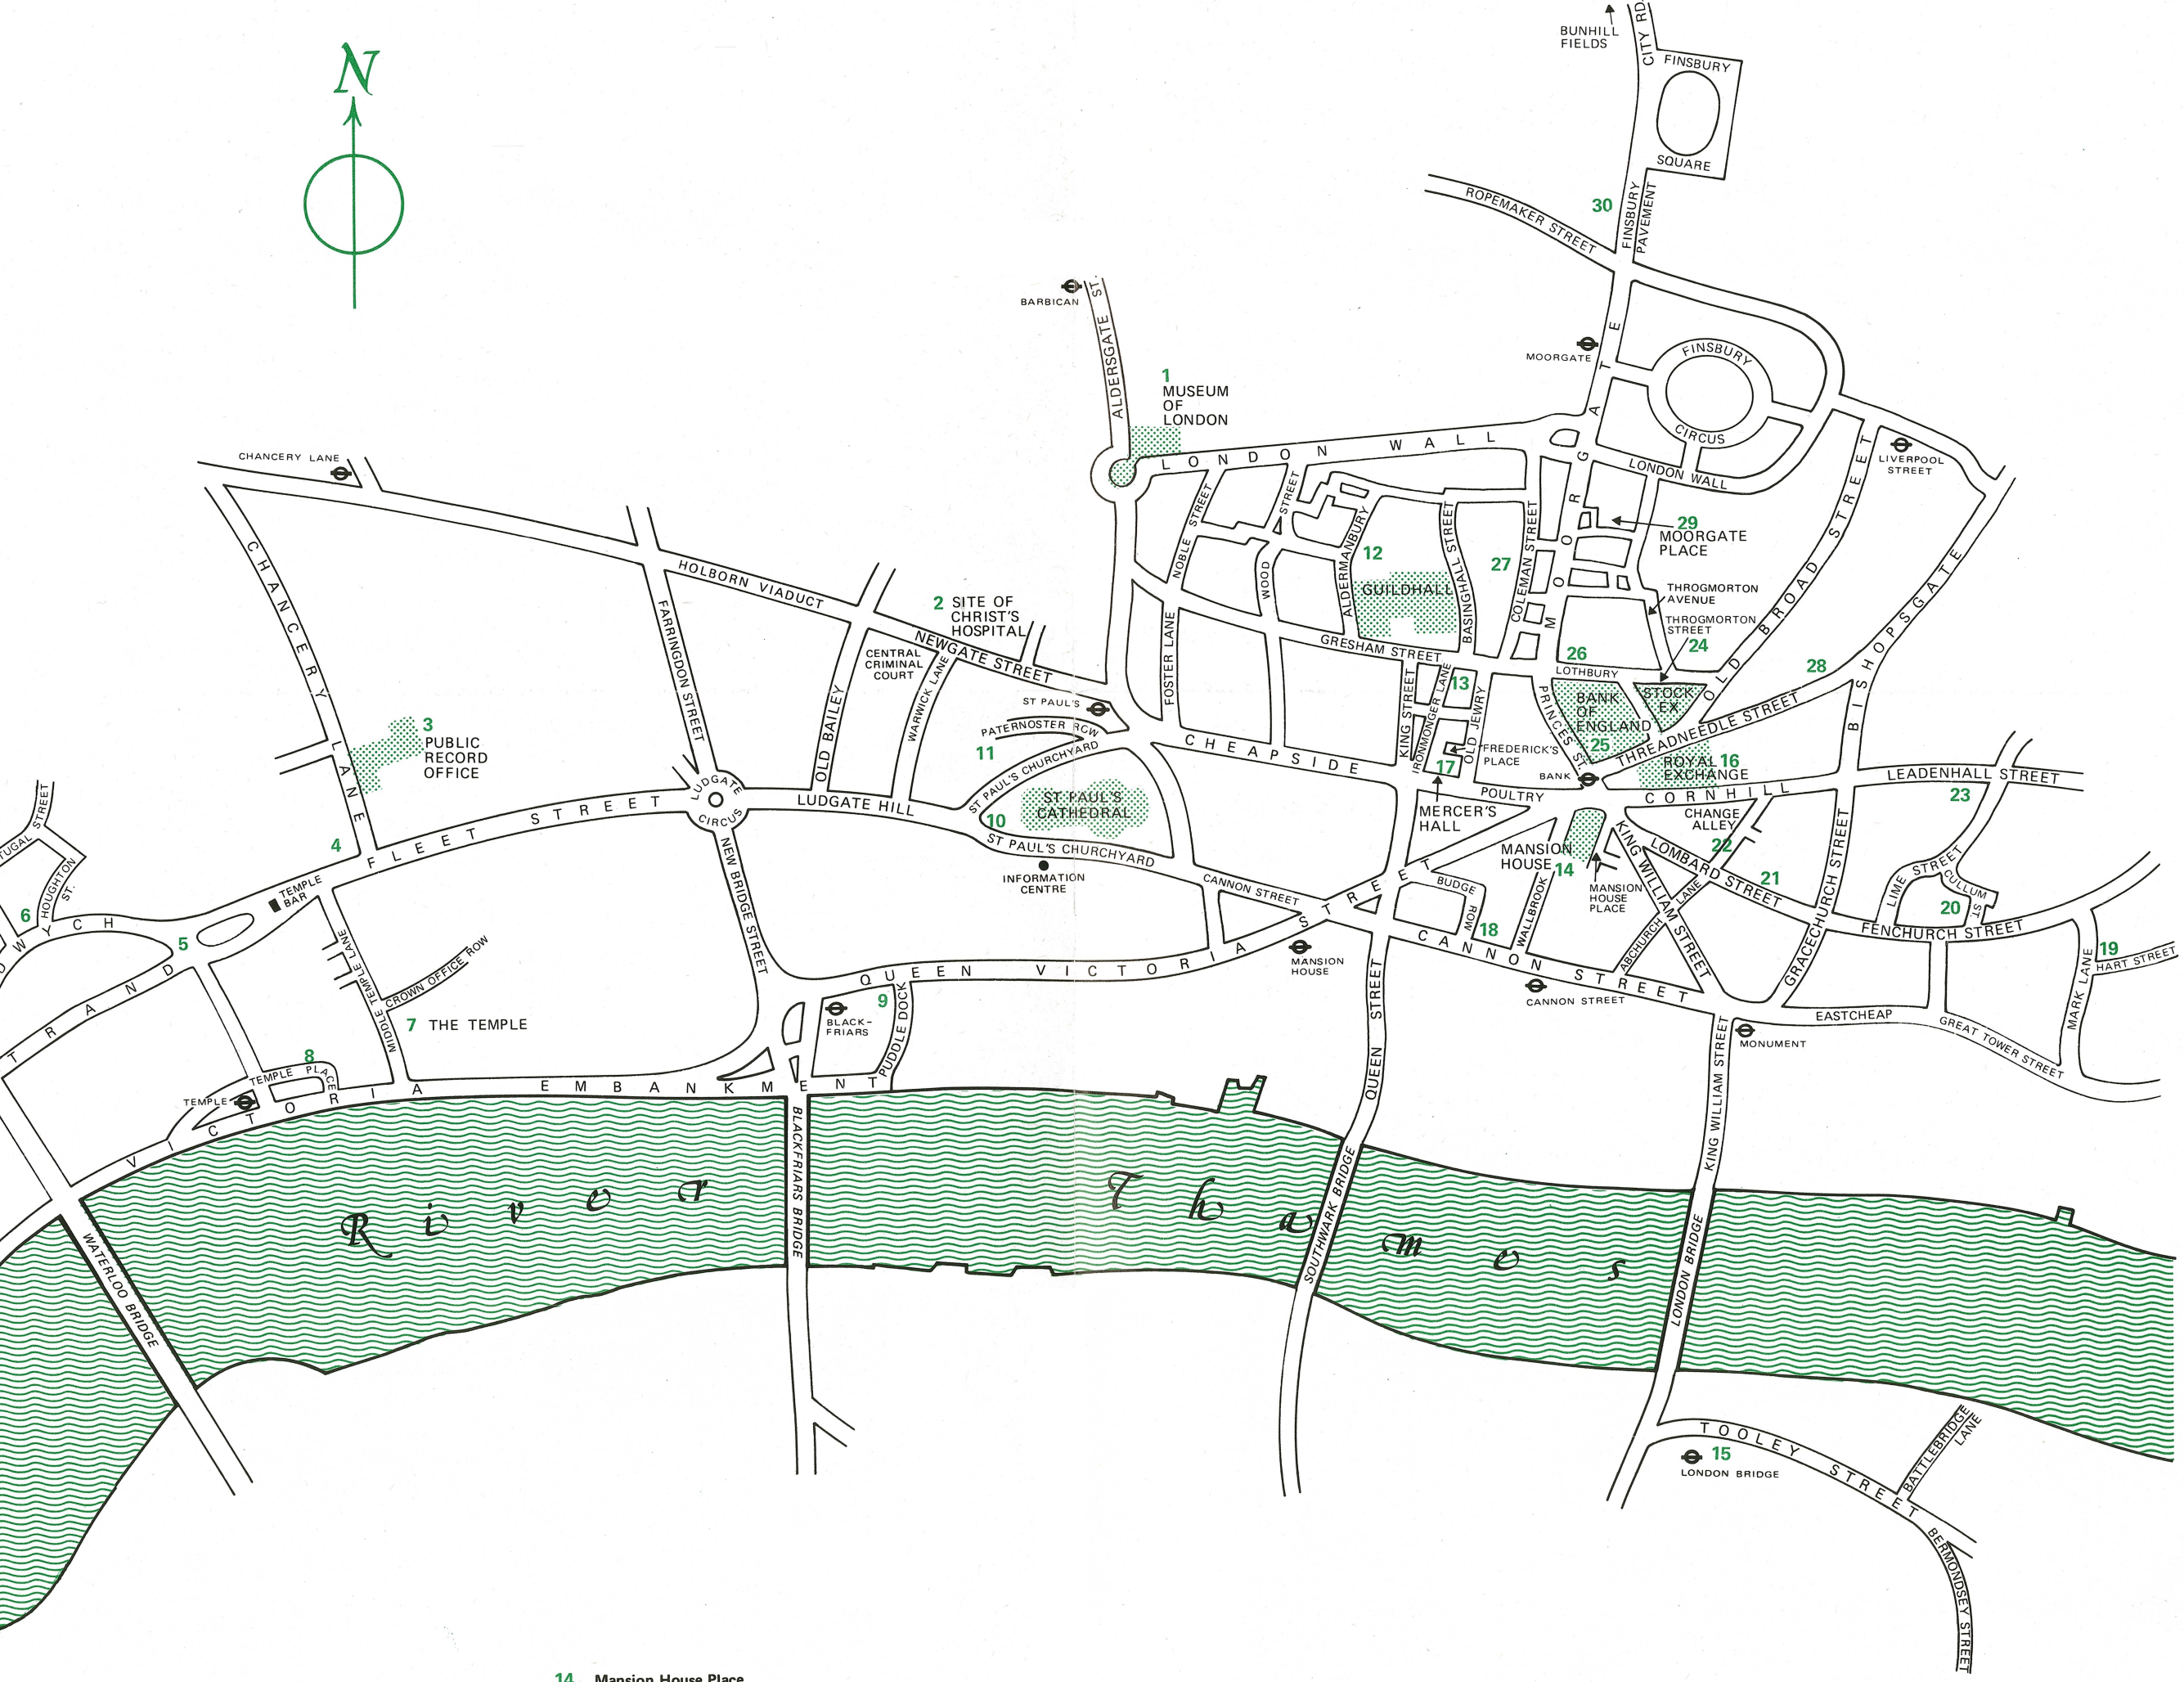 N
BUNHILL
FIELDS
CITY RD
FINSBURY
SQUARE
30
FINSBURY
PAVEMENT
ROPEMAKER STREET
BARBICAN
ALDERSGATE ST.
1
MUSEUM
OF
LONDON
MOORGATE
MOORGATE
FINSBURY
CIRCUS
LONDON WALL
LONDON WALL
LIVERPOOL
STREET
CHANCERY LANE
CHANCERY LANE
HOLBORN VIADUCT
FARRINGDON STREET
2 SITE OF
CHRIST'S
HOSPITAL
NEWGATE STREET
CENTRAL
CRIMINAL
COURT
WARWICK LANE
OLD BAILEY
ST PAUL'S
PATERNOSTER ROW
11
ST PAUL'S CHURCHYARD
10
ST PAUL'S
CATHEDRAL
ST PAUL'S CHURCHYARD
INFORMATION
CENTRE
NOBLE STREET
FOSTER LANE
WOOD STREET
ALDERMANBURY
12
GUILDHALL
BASINGHALL STREET
27
COLEMAN STREET
GRESHAM STREET
29
MOORGATE
PLACE
THROGMORTON
AVENUE
THROGMORTON
STREET
24
OLD BROAD STREET
BISHOPSGATE
28
26
LOTHBURY
BANK
OF
ENGLAND
25
STOCK
EX
THREADNEEDLE STREET
PRINCES ST.
KING STREET
IRONMONGER LANE
13
OLD JEWRY
FREDERICK'S
PLACE
17
BANK
ROYAL 16
EXCHANGE
CHEAPSIDE
POULTRY
CORNHILL
LEADENHALL STREET
23
MERCER'S
HALL
CHANGE
ALLEY
22
MANSION
HOUSE 14
MANSION
HOUSE
PLACE
LOMBARD STREET
21
KING WILLIAM STREET
ABCHURCH LANE
GRACECHURCH STREET
LIME STREET
CULLUM
ST.
20
FENCHURCH STREET
19
HART STREET
MARK LANE
3
PUBLIC
RECORD
OFFICE
4
FLEET STREET
LUDGATE
CIRCUS
LUDGATE HILL
NEW BRIDGE STREET
TEMPLE
BAR
HOUGHTON
ST.
6
5
MIDDLE TEMPLE LANE
CROWN OFFICE ROW
7 THE TEMPLE
8
TEMPLE PLACE
TEMPLE
VICTORIA EMBANKMENT
QUEEN VICTORIA STREET
9
BLACK-
FRIARS
PUDDLE DOCK
CANNON STREET
MANSION
HOUSE
BUDGE
ROW
18
WALBROOK
CANNON STREET
CANNON STREET
EASTCHEAP
GREAT TOWER STREET
MONUMENT
QUEEN STREET
KING WILLIAM STREET
River Thames
WATERLOO BRIDGE
BLACKFRIARS BRIDGE
SOUTHWARK BRIDGE
LONDON BRIDGE
TOOLEY STREET
15
LONDON BRIDGE
BATTLEBRIDGE
LANE
BERMONDSEY STREET
14 Mansion House Place